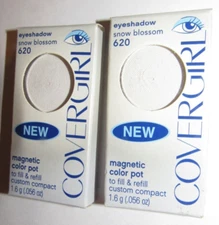 eyeshadow
snow blossom
620
NEW
COVERGIRL
magnetic
color pot
to fill & refill
custom compact
1.6 g (.056 oz)
eyeshadow
snow blossom
620
NEW
COVERGIRL
magnetic
color pot
to fill & refill
custom compact
1.6 g (.056 oz)